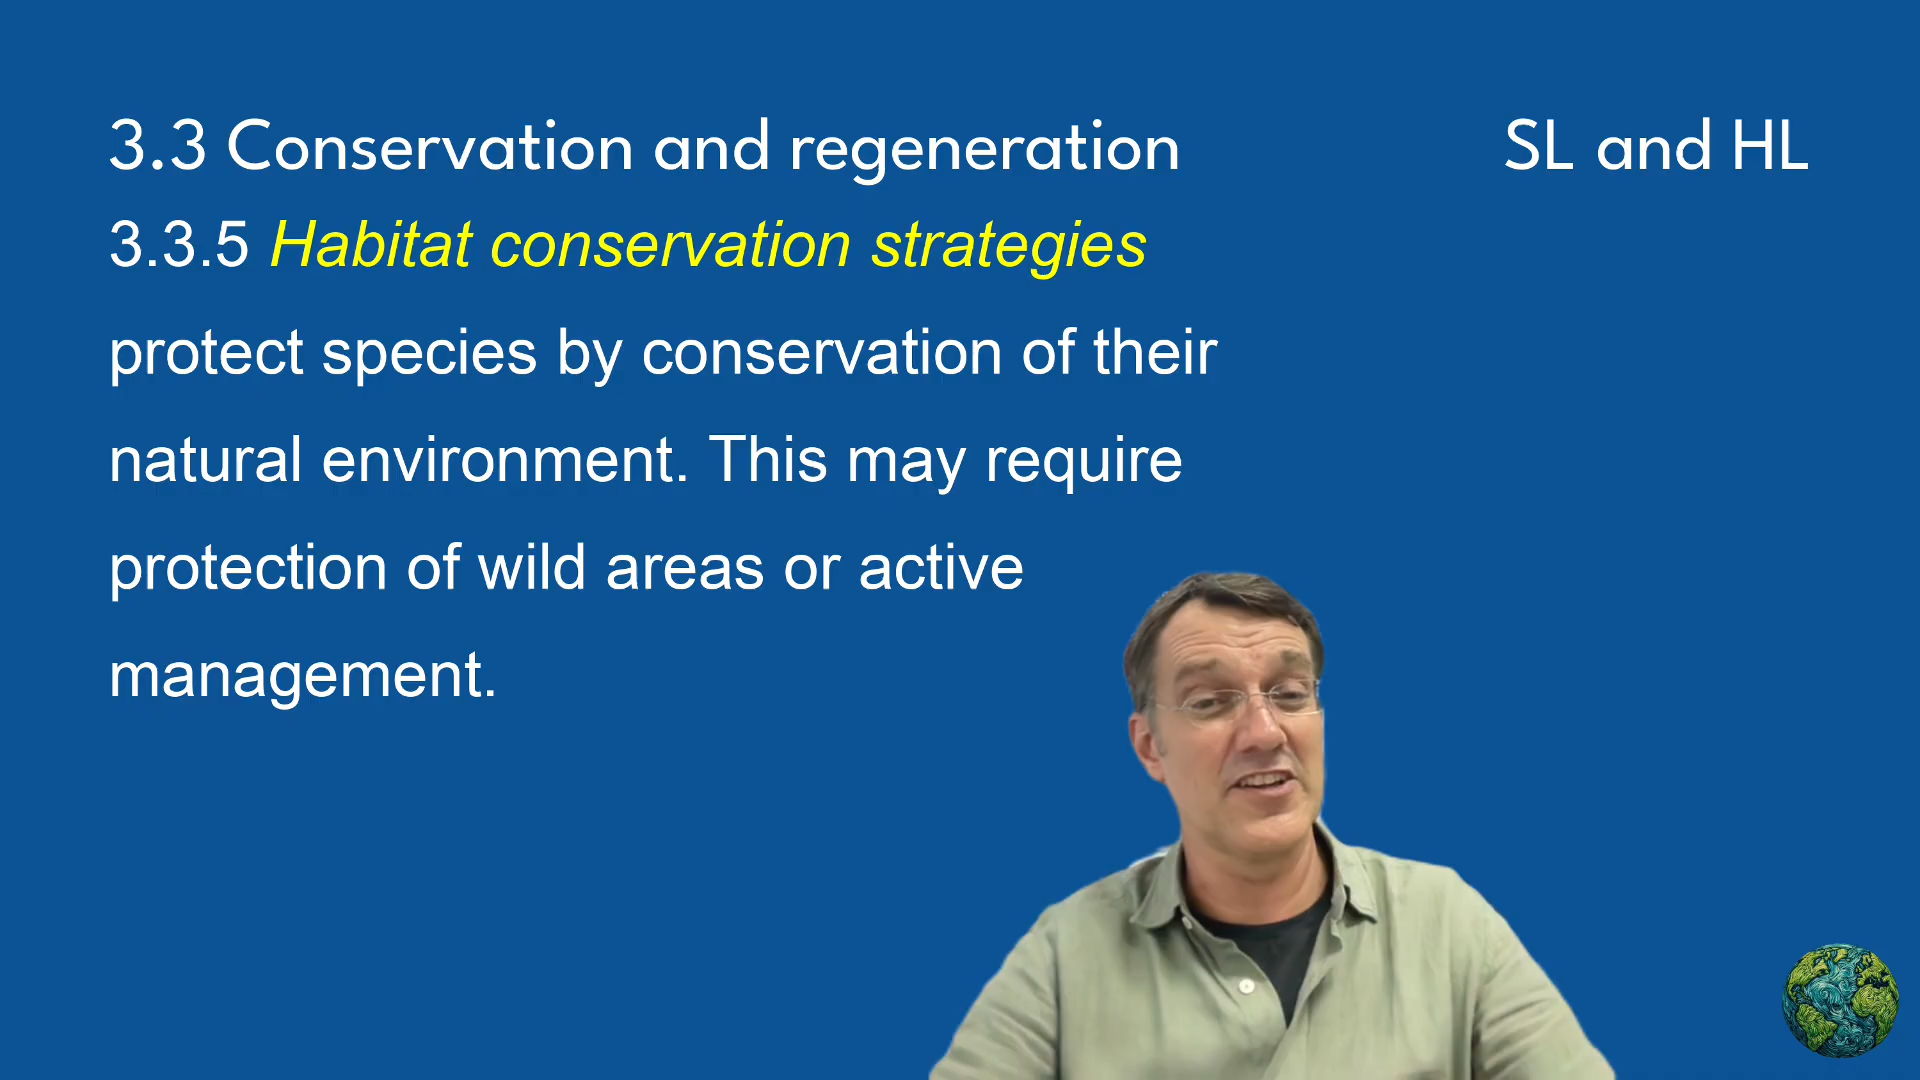 3.3 Conservation and regeneration SL and HL
3.3.5 Habitat conservation strategies
protect species by conservation of their
natural environment. This may require
protection of wild areas or active
management.